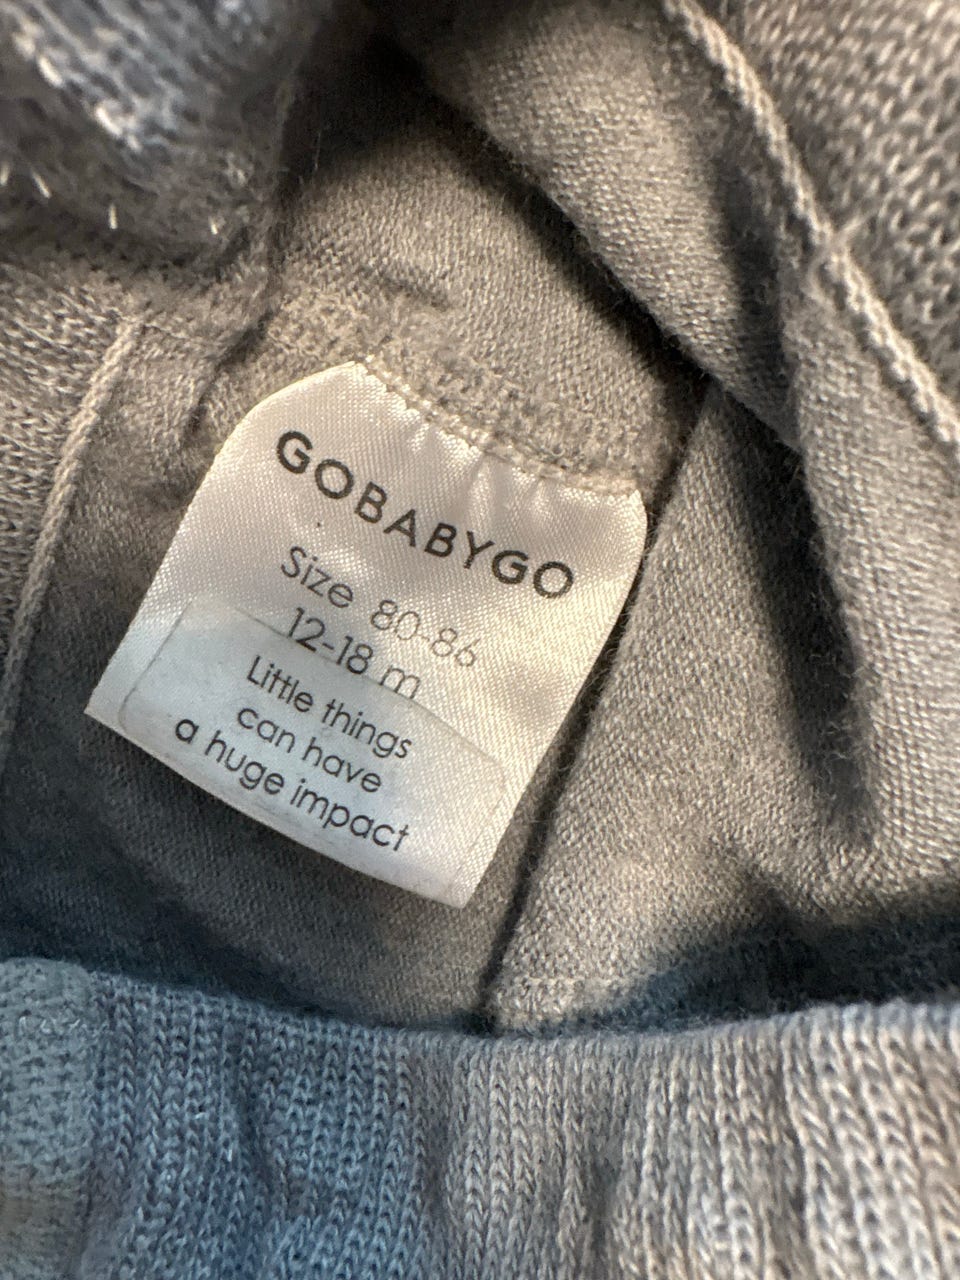 GOBABYGO
Size 80-86
12-18 m
Little things
can have
a huge impact